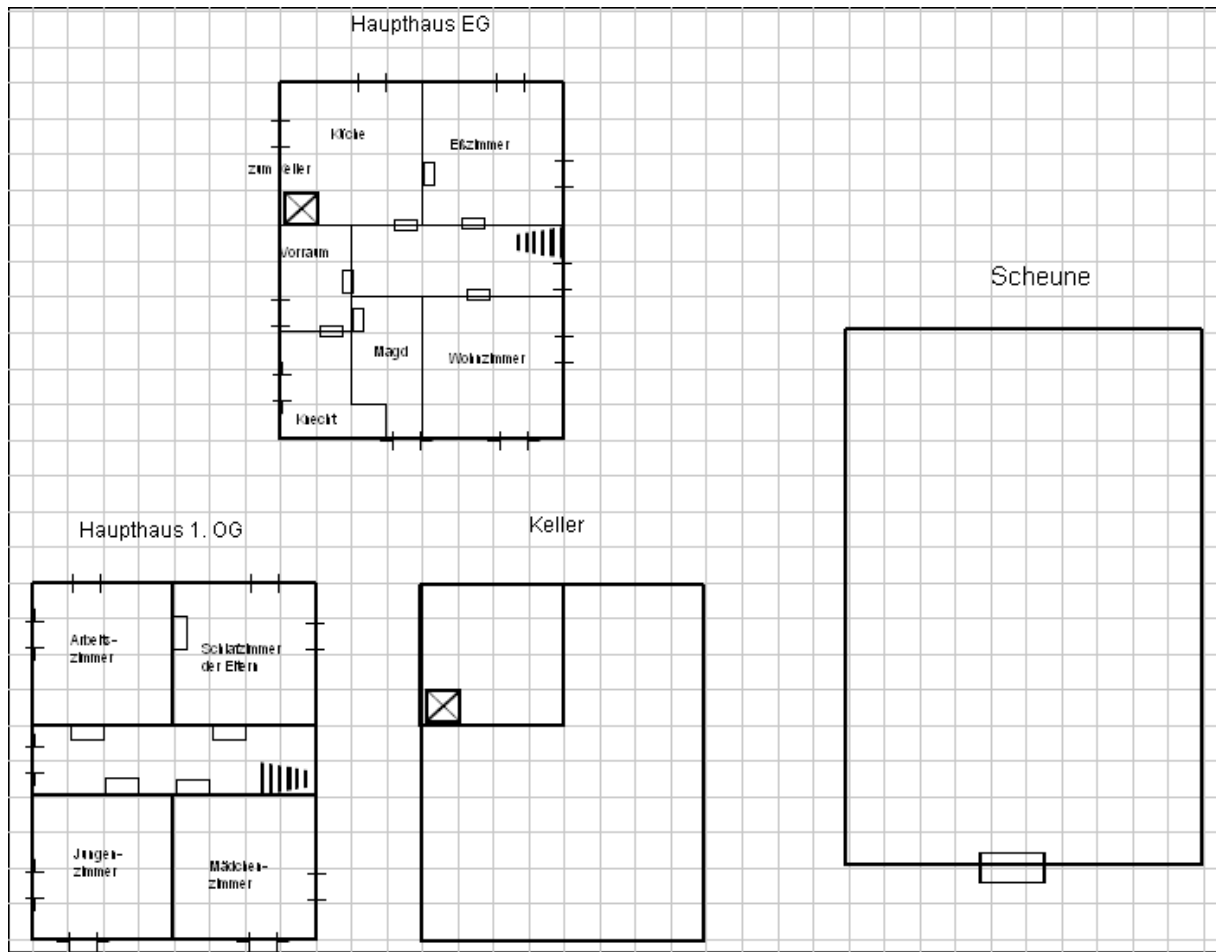 Haupthaus EG
Küche
Eßzimmer
zum Keller
Vorraum
Scheune
Magd
Wohnzimmer
Knecht
Haupthaus 1. OG
Keller
Arbeits-
zimmer
Schlafzimmer
der Eltern
Jungen-
zimmer
Mädchen-
zimmer